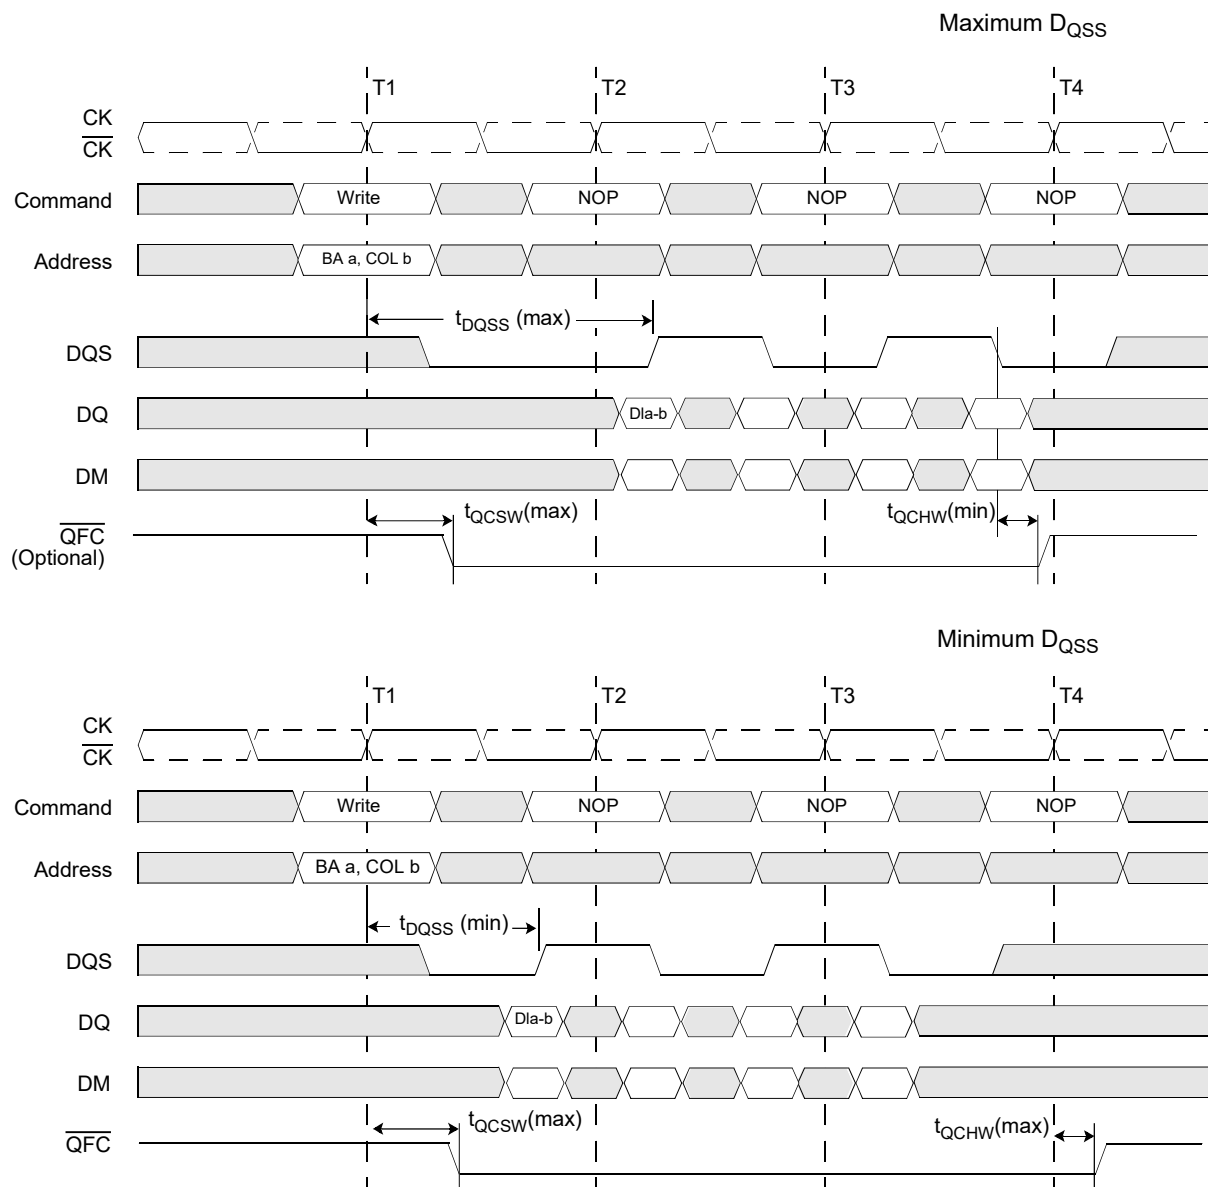 Maximum DQSS
T1 T2 T3 T4
CK
CK
Command Write NOP NOP NOP
Address BA a, COL b
tDQSS (max)
DQS
DQ Dla-b
DM
tQCSW(max) tQCHW(min)
QFC
(Optional)
Minimum DQSS
T1 T2 T3 T4
CK
CK
Command Write NOP NOP NOP
Address BA a, COL b
tDQSS (min)
DQS
DQ Dla-b
DM
tQCSW(max) tQCHW(max)
QFC